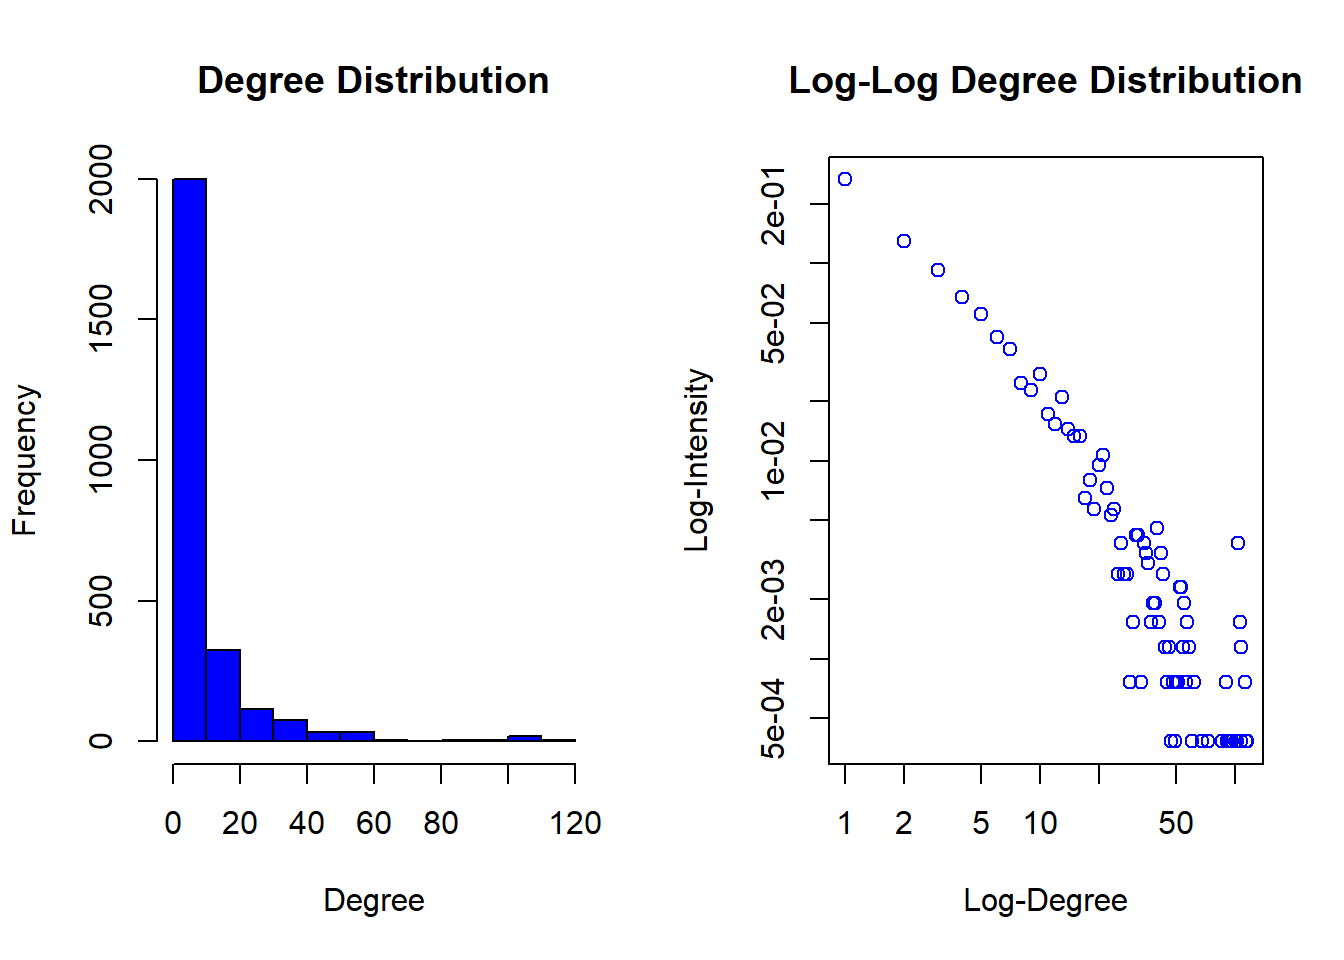 Degree Distribution
Frequency
2000
1500
1000
500
0
0 20 40 60 80 120
Degree
Log-Log Degree Distribution
Log-Intensity
2e-01
5e-02
1e-02
2e-03
5e-04
1 2 5 10 50
Log-Degree